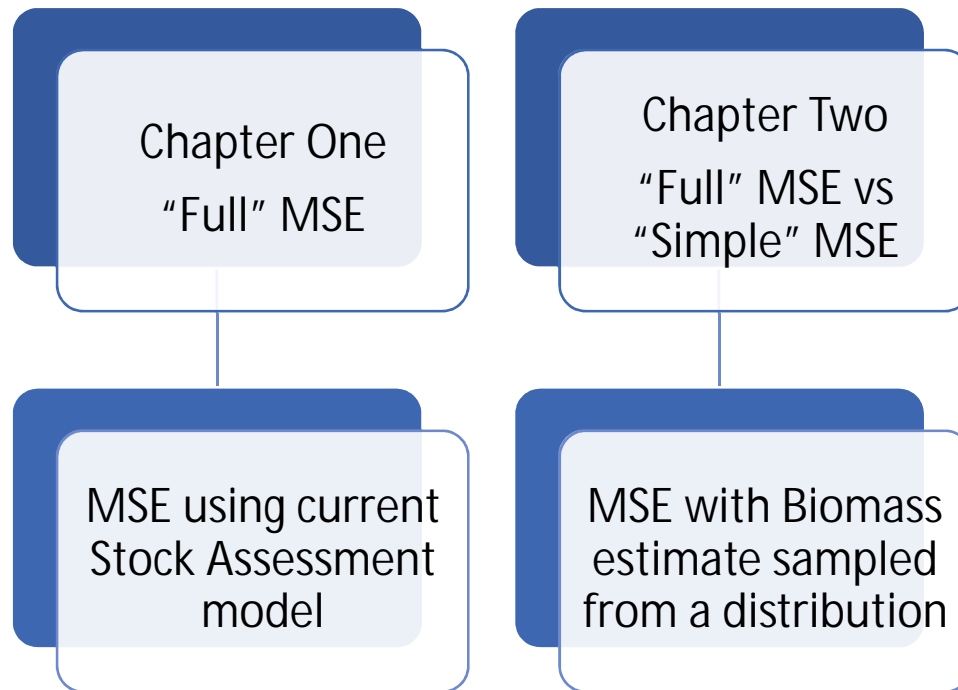 Chapter One
“Full” MSE
Chapter Two
“Full” MSE vs
“Simple” MSE
MSE using current
Stock Assessment
model
MSE with Biomass
estimate sampled
from a distribution